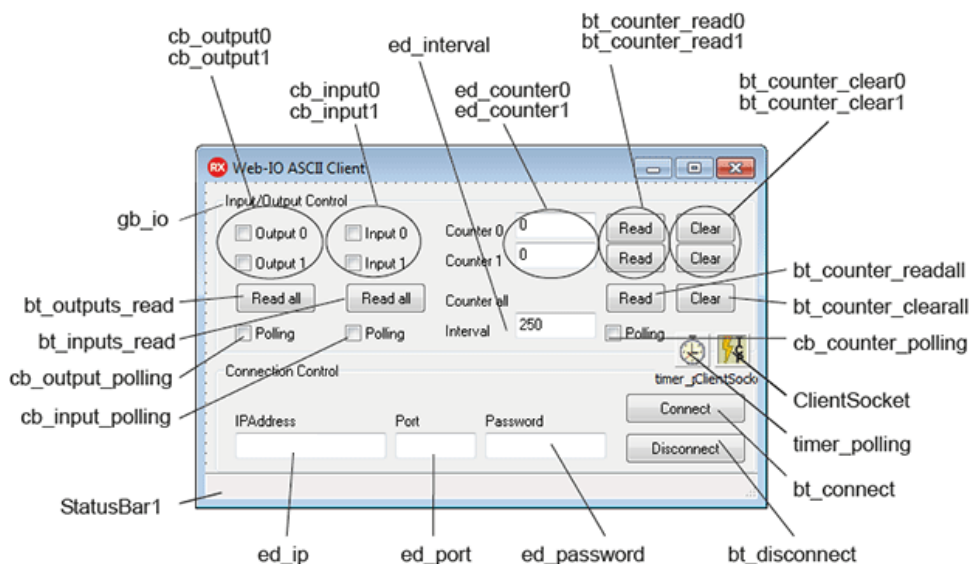 cb_output0
cb_output1
cb_input0
cb_input1
ed_interval
ed_counter0
ed_counter1
bt_counter_read0
bt_counter_read1
bt_counter_clear0
bt_counter_clear1
RX Web-IO ASCII Client
gb_io
Input/Output Control
Output 0
Input 0
Counter 0
0
Read
Clear
Output 1
Input 1
Counter 1
0
Read
Clear
bt_outputs_read
Read all
Read all
Counter all
Read
Clear
bt_counter_readall
bt_counter_clearall
bt_inputs_read
Polling
Polling
Interval
250
Polling
cb_counter_polling
cb_output_polling
Connection Control
TCP
timer_pClientSock
ClientSocket
cb_input_polling
IPAddress
Port
Password
Connect
timer_polling
Disconnect
bt_connect
StatusBar1
ed_ip
ed_port
ed_password
bt_disconnect